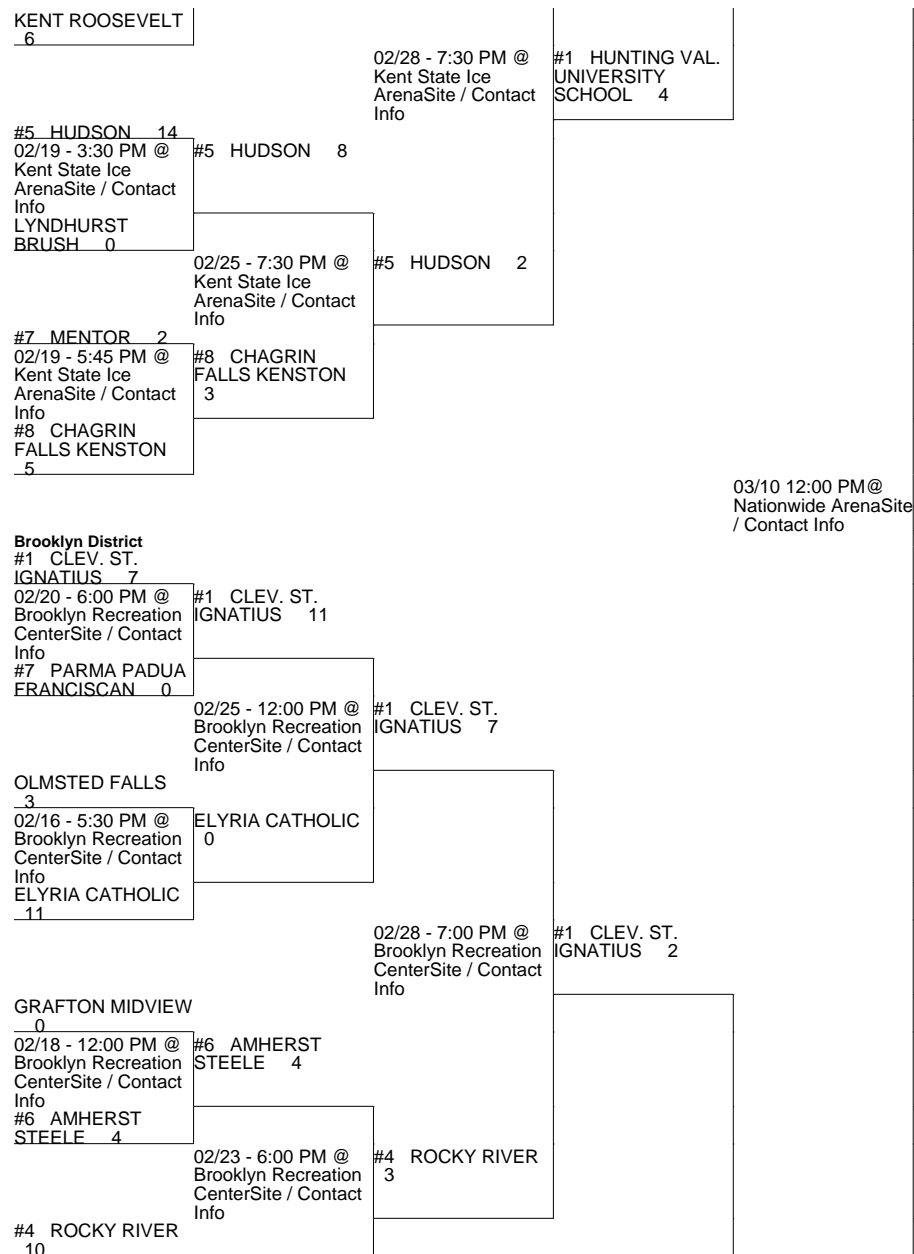 KENT ROOSEVELT
6
02/28 - 7:30 PM @
Kent State Ice
ArenaSite / Contact
Info
#1 HUNTING VAL.
UNIVERSITY
SCHOOL 4
#5 HUDSON 14
02/19 - 3:30 PM @
Kent State Ice
ArenaSite / Contact
Info
LYNDHURST
BRUSH 0
#5 HUDSON 8
02/25 - 7:30 PM @
Kent State Ice
ArenaSite / Contact
Info
#5 HUDSON 2
#7 MENTOR 2
02/19 - 5:45 PM @
Kent State Ice
ArenaSite / Contact
Info
#8 CHAGRIN
FALLS KENSTON
5
#8 CHAGRIN
FALLS KENSTON
3
03/10 12:00 PM@
Nationwide ArenaSite
/ Contact Info
Brooklyn District
#1 CLEV. ST.
IGNATIUS 7
02/20 - 6:00 PM @
Brooklyn Recreation
CenterSite / Contact
Info
#7 PARMA PADUA
FRANCISCAN 0
#1 CLEV. ST.
IGNATIUS 11
02/25 - 12:00 PM @
Brooklyn Recreation
CenterSite / Contact
Info
#1 CLEV. ST.
IGNATIUS 7
OLMSTED FALLS
3
02/16 - 5:30 PM @
Brooklyn Recreation
CenterSite / Contact
Info
ELYRIA CATHOLIC
11
ELYRIA CATHOLIC
0
02/28 - 7:00 PM @
Brooklyn Recreation
CenterSite / Contact
Info
#1 CLEV. ST.
IGNATIUS 2
GRAFTON MIDVIEW
0
02/18 - 12:00 PM @
Brooklyn Recreation
CenterSite / Contact
Info
#6 AMHERST
STEELE 4
#6 AMHERST
STEELE 4
02/23 - 6:00 PM @
Brooklyn Recreation
CenterSite / Contact
Info
#4 ROCKY RIVER
3
#4 ROCKY RIVER
10